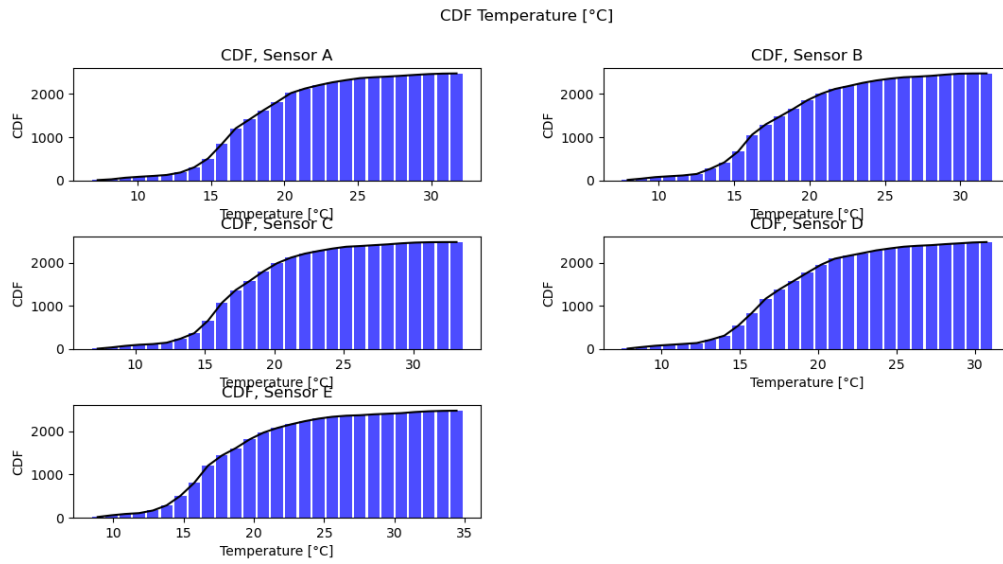 CDF Temperature [°C]
CDF, Sensor A
CDF
2000
1000
0
10 15 20 25 30
Temperature [°C]
CDF, Sensor B
CDF
2000
1000
0
10 15 20 25 30
Temperature [°C]
CDF, Sensor C
CDF
2000
1000
0
10 15 20 25 30
Temperature [°C]
CDF, Sensor D
CDF
2000
1000
0
10 15 20 25 30
Temperature [°C]
CDF, Sensor E
CDF
2000
1000
0
10 15 20 25 30 35
Temperature [°C]